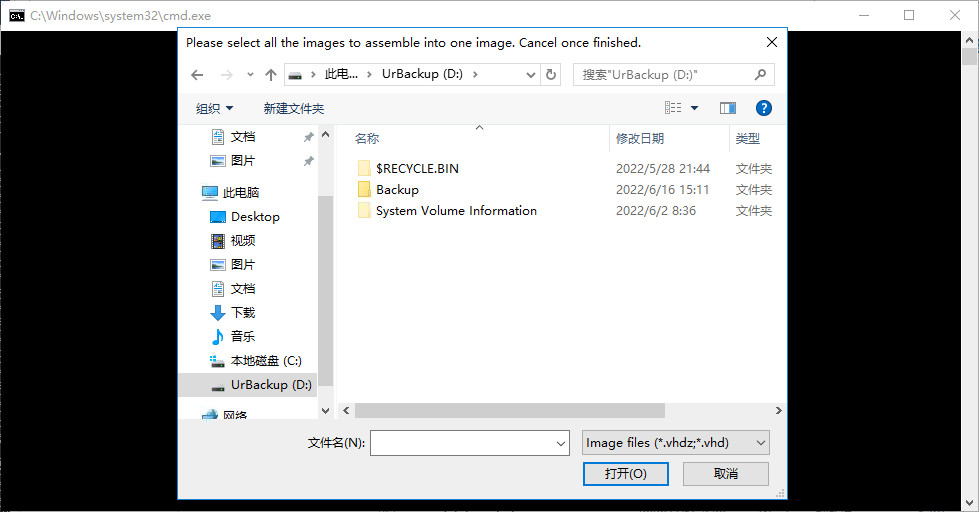 C:\Windows\system32\cmd.exe
Please select all the images to assemble into one image. Cancel once finished.
此电... UrBackup (D:)
搜索"UrBackup (D:)"
组织 新建文件夹
名称 修改日期 类型
文档
图片
此电脑
Desktop
视频
图片
文档
下载
音乐
本地磁盘 (C:)
UrBackup (D:)
网络
$RECYCLE.BIN 2022/5/28 21:44 文件夹
Backup 2022/6/16 15:11 文件夹
System Volume Information 2022/6/2 8:36 文件夹
文件名(N):
Image files (*.vhdz;*.vhd)
打开(O) 取消